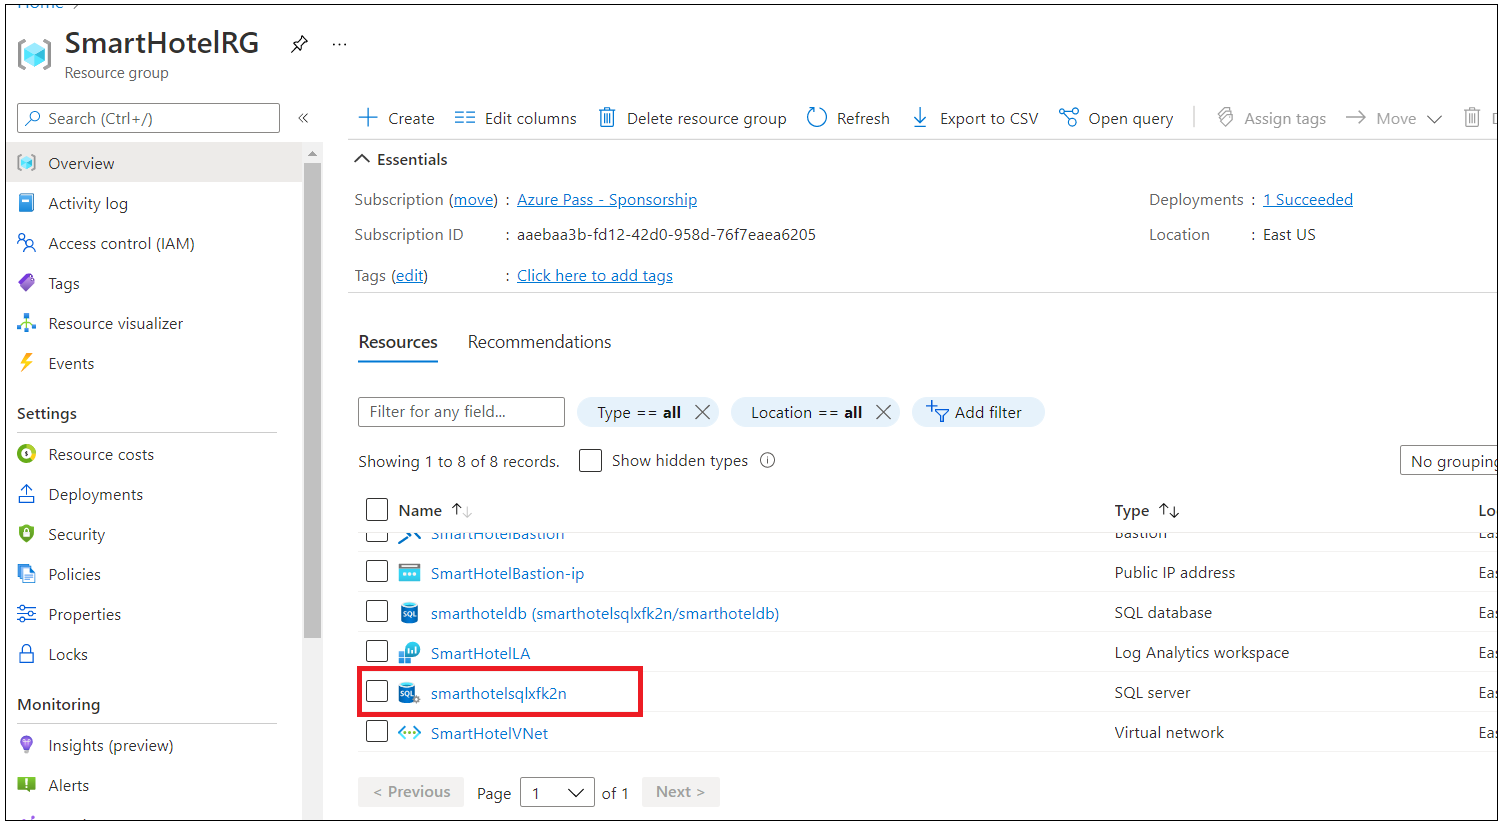 SmartHotelRG
Resource group
Search (Ctrl+/)
Overview
Activity log
Access control (IAM)
Tags
Resource visualizer
Events
Settings
Resource costs
Deployments
Security
Policies
Properties
Locks
Monitoring
Insights (preview)
Alerts
Create Edit columns Delete resource group Refresh Export to CSV Open query Assign tags Move
Essentials
Subscription (move) : Azure Pass - Sponsorship Deployments : 1 Succeeded
Subscription ID : aaebaa3b-fd12-42d0-958d-76f7eaea6205 Location : East US
Tags (edit) : Click here to add tags
Resources Recommendations
Filter for any field... Type == all Location == all Add filter
Showing 1 to 8 of 8 records. Show hidden types No grouping
Name Type Lo
SmartHotelBastion Bastion Eas
SmartHotelBastion-ip Public IP address Eas
smarthoteldb (smarthotelsqlxfk2n/smarthoteldb) SQL database Eas
SmartHotelLA Log Analytics workspace Eas
smarthotelsqlxfk2n SQL server Eas
SmartHotelVNet Virtual network Eas
< Previous Page 1 of 1 Next >